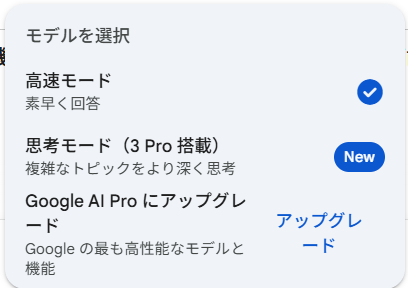 モデルを選択
高速モード
素早く回答
思考モード（3 Pro 搭載）
複雑なトピックをより深く思考
New
Google AI Pro にアップグレ
ード
Google の最も高性能なモデルと
機能
アップグレ
ード